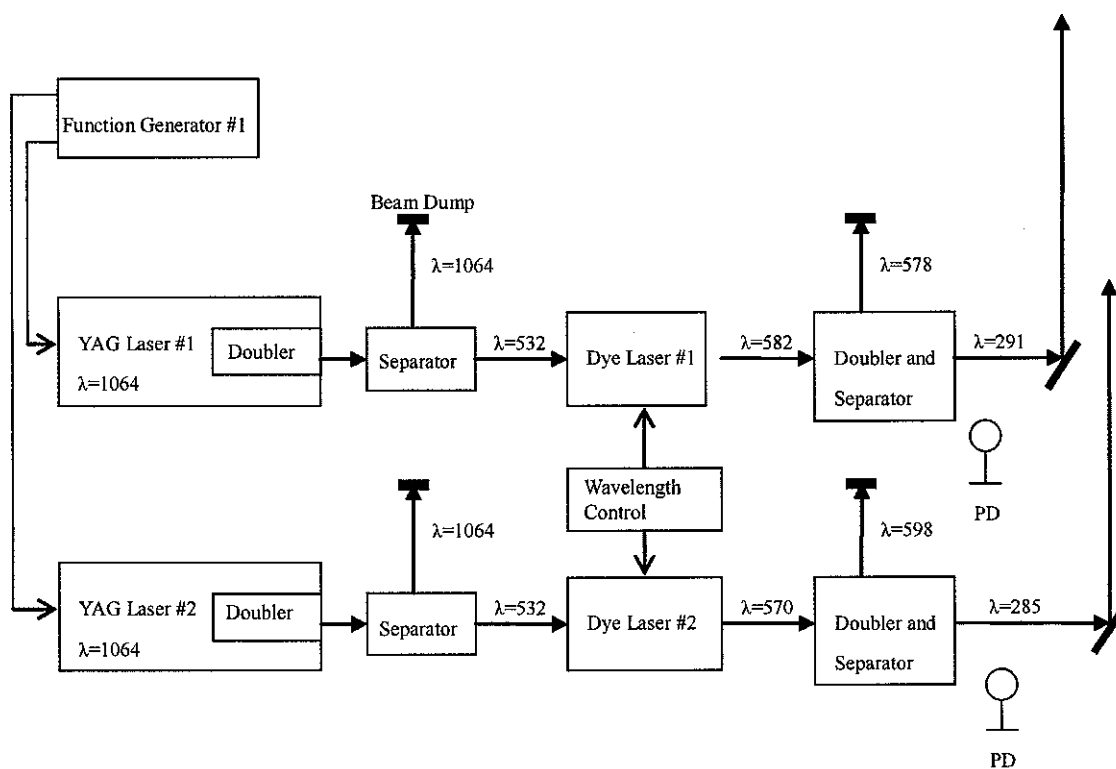 Function Generator #1
Beam Dump
λ=1064
λ=578
YAG Laser #1
Doubler
λ=1064
Separator
λ=532
Dye Laser #1
λ=582
Doubler and
Separator
λ=291
Wavelength
Control
PD
λ=1064
λ=598
YAG Laser #2
Doubler
λ=1064
Separator
λ=532
Dye Laser #2
λ=570
Doubler and
Separator
λ=285
PD